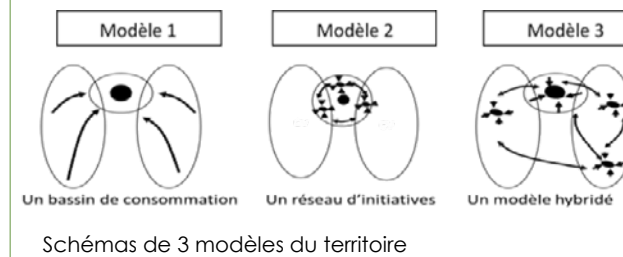 Modèle 1
Modèle 2
Modèle 3
Un bassin de consommation
Un réseau d'initiatives
Un modèle hybridé
Schémas de 3 modèles du territoire